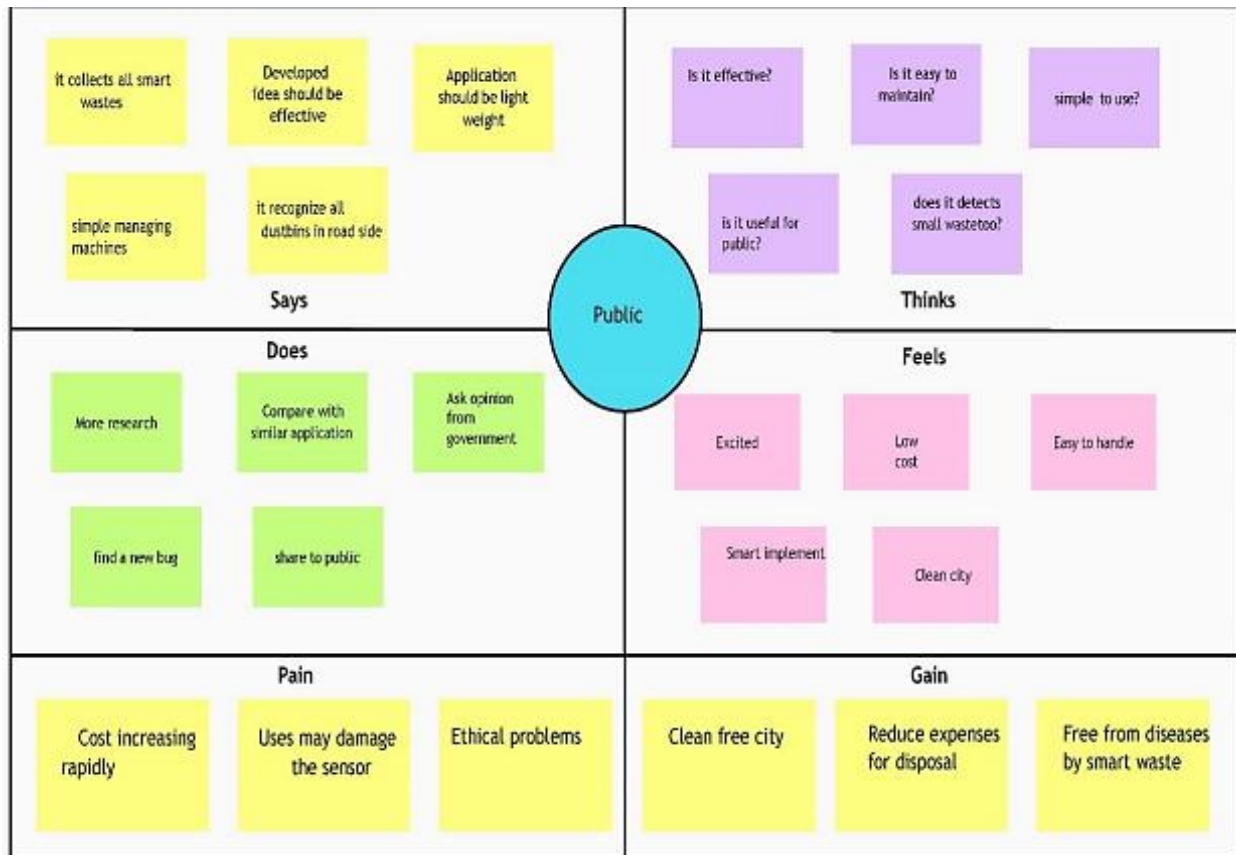 it collects all smart
wastes
Developed
idea should be
effective
Application
should be light
weight
simple managing
machines
it recognize all
dustbins in road side
Says
Is it effective?
Is it easy to
maintain?
simple to use?
is it useful for
public?
does it detects
small wastetoo?
Thinks
Public
Does
More research
Compare with
similar application
Ask opinion
from
government
find a new bug
share to public
Feels
Excited
Low
cost
Easy to handle
Smart implement
Clean city
Pain
Cost increasing
rapidly
Uses may damage
the sensor
Ethical problems
Gain
Clean free city
Reduce expenses
for disposal
Free from diseases
by smart waste